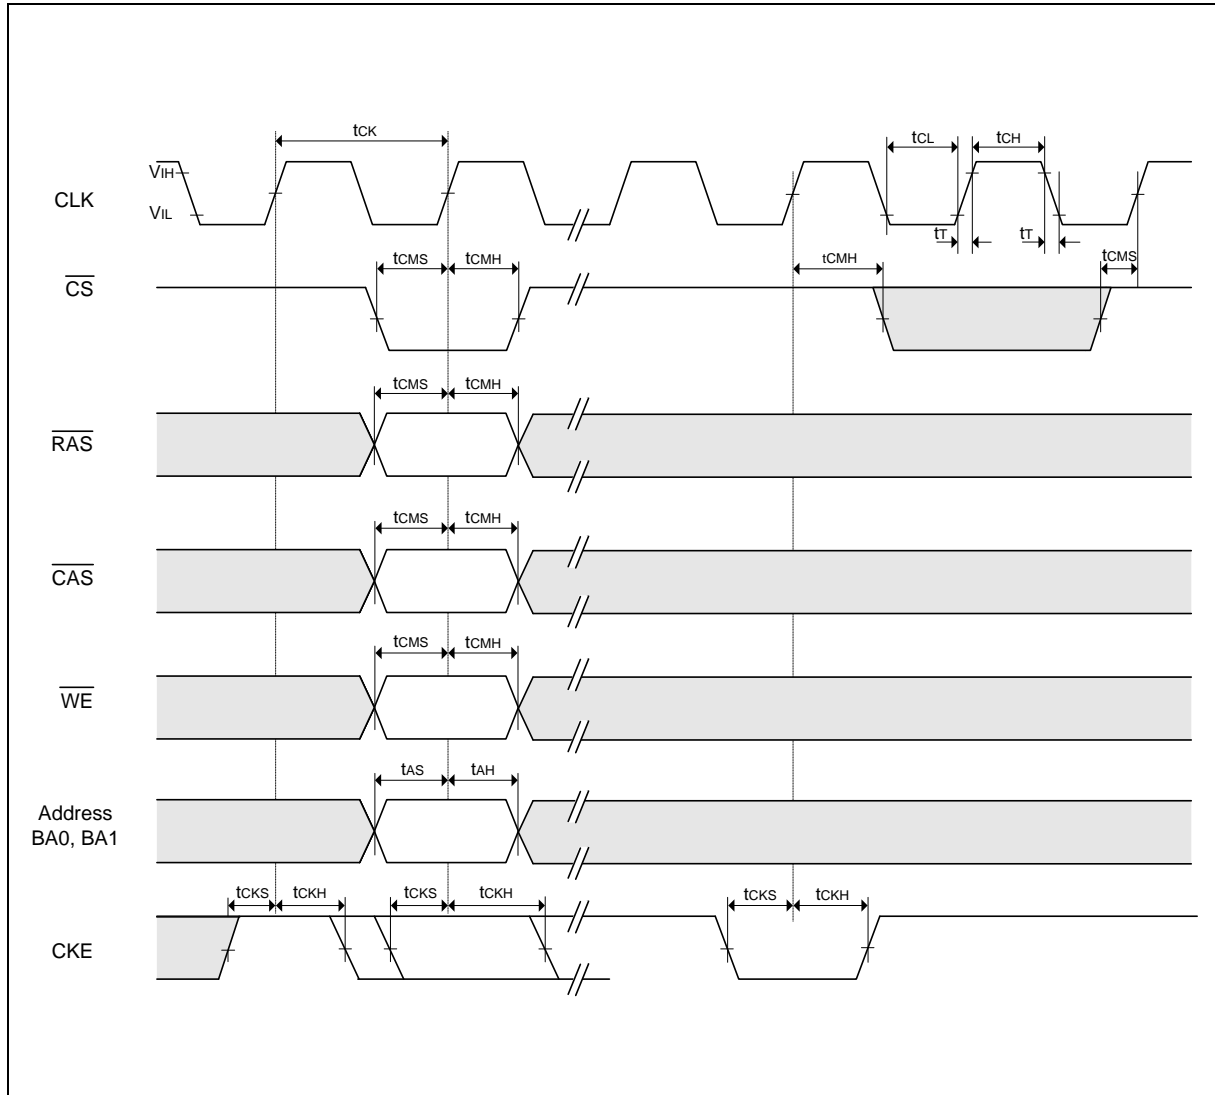 tCK
tCL
tCH
VIH
CLK
VIL
tT
tT
tCMS
tCMH
tCMH
tCMS
CS
tCMS
tCMH
RAS
tCMS
tCMH
CAS
tCMS
tCMH
WE
tAS
tAH
Address
BA0, BA1
tCKS
tCKH
tCKS
tCKH
tCKS
tCKH
CKE